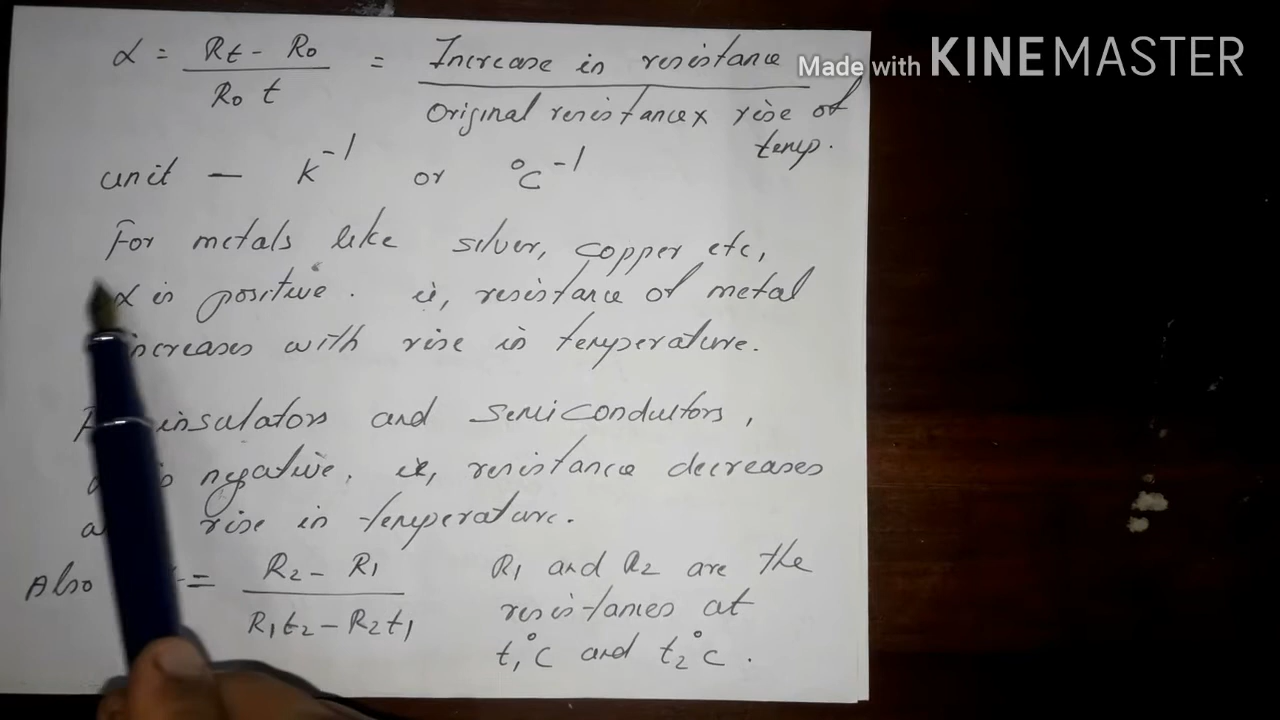 α = Rt - Ro / Ro t = Increase in resistance / Original resistance x rise of temp.
Made with KINEMASTER
unit — K⁻¹ or °C⁻¹
For metals like silver, copper etc,
α is positive. ie, resistance of metal
increases with rise in temperature.
insulators and semiconductors,
is negative. ie, resistance decreases
rise in temperature.
Also = R2 - R1 / R1t2 - R2t1
R1 and R2 are the
resistances at
t1°C and t2°C.